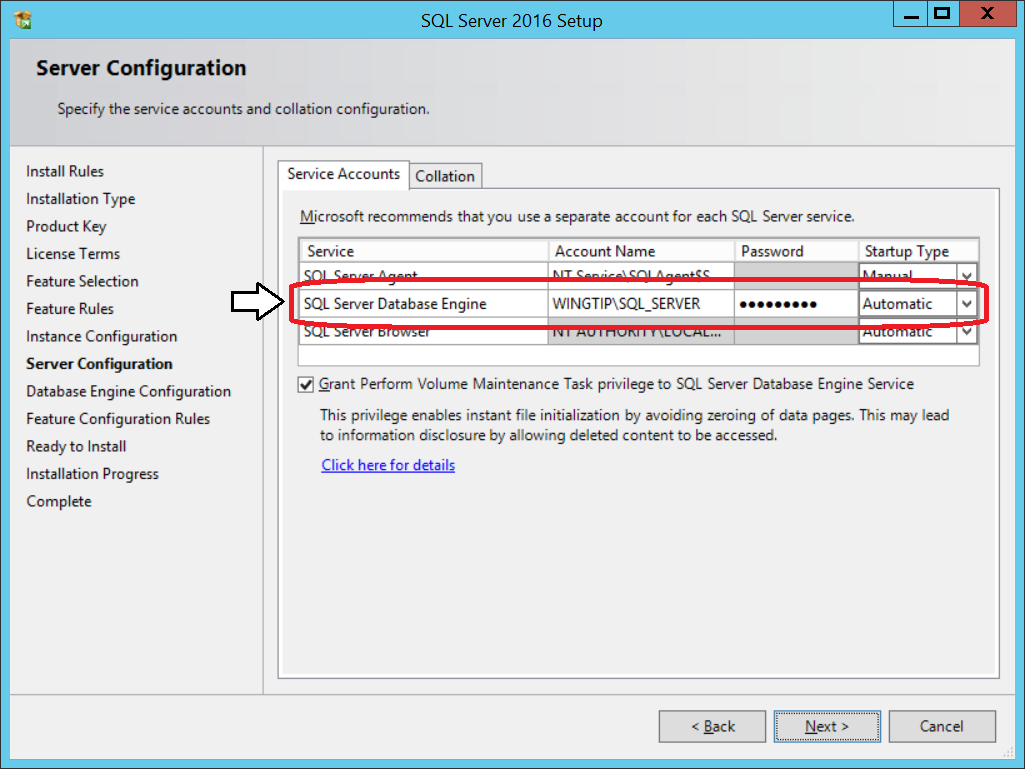 SQL Server 2016 Setup
Server Configuration
Specify the service accounts and collation configuration.
Install Rules
Installation Type
Product Key
License Terms
Feature Selection
Feature Rules
Instance Configuration
Server Configuration
Database Engine Configuration
Feature Configuration Rules
Ready to Install
Installation Progress
Complete
Service Accounts Collation
Microsoft recommends that you use a separate account for each SQL Server service.
Service Account Name Password Startup Type
SQL Server Agent NT Service\SQLAgent$S Manual
SQL Server Database Engine WINGTIP\SQL_SERVER ●●●●●●●●● Automatic
SQL Server Browser NT AUTHORITY\LOCAL... Automatic
Grant Perform Volume Maintenance Task privilege to SQL Server Database Engine Service
This privilege enables instant file initialization by avoiding zeroing of data pages. This may lead
to information disclosure by allowing deleted content to be accessed.
Click here for details
< Back Next > Cancel